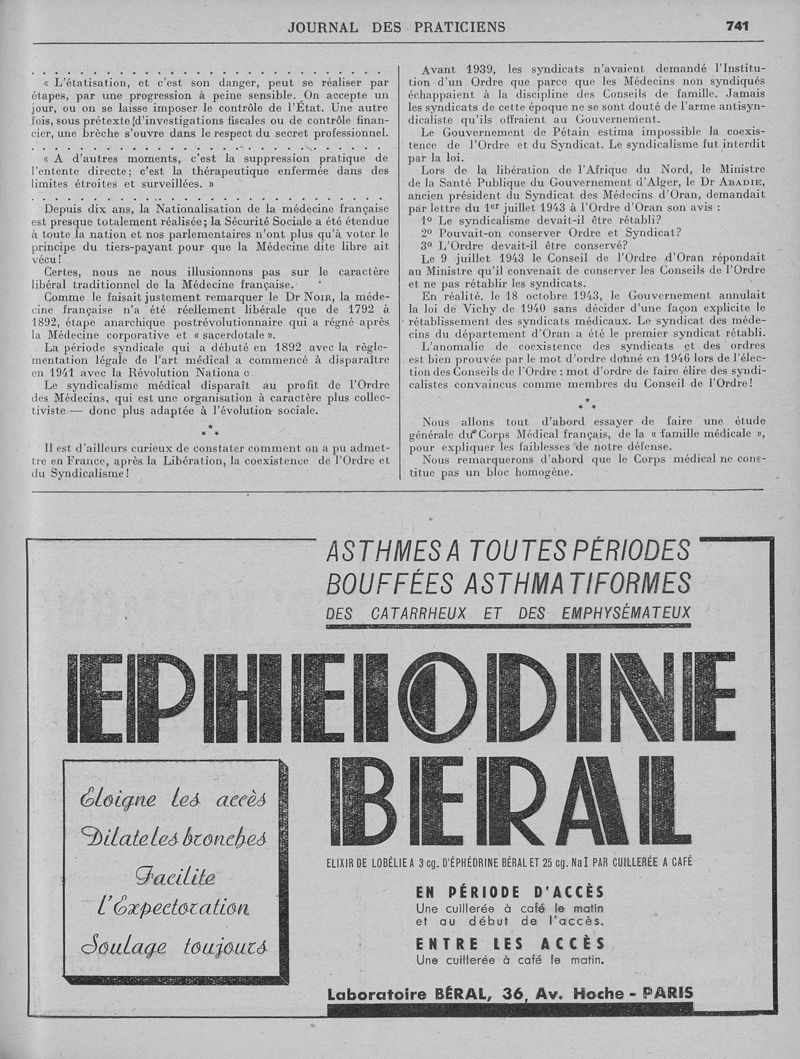 JOURNAL DES PRATICIENS 741
. . . . . . . . . . . . . . . . . . . . . . . .
« L'étatisation, et c'est son danger, peut se réaliser par
étapes, par une progression à peine sensible. On accepte un
jour, ou on se laisse imposer le contrôle de l'État. Une autre
fois, sous prétexte [d'investigations fiscales ou de contrôle finan-
cier, une brèche s'ouvre dans le respect du secret professionnel.
. . . . . . . . . . . . . . . . . . . . . . . .
« A d'autres moments, c'est la suppression pratique de
l'entente directe; c'est la thérapeutique enfermée dans des
limites étroites et surveillées. »
. . . . . . . . . . . . . . . . . . . . . . . .
Depuis dix ans, la Nationalisation de la médecine française
est presque totalement réalisée; la Sécurité Sociale a été étendue
à toute la nation et nos parlementaires n'ont plus qu'à voter le
principe du tiers-payant pour que la Médecine dite libre ait
vécu!
Certes, nous ne nous illusionnons pas sur le caractère
libéral traditionnel de la Médecine française.
Comme le faisait justement remarquer le Dr NOIR, la méde-
cine française n'a été réellement libérale que de 1792 à
1892, étape anarchique postrévolutionnaire qui a régné après
la Médecine corporative et « sacerdotale ».
La période syndicale qui a débuté en 1892 avec la règle-
mentation légale de l'art médical a commencé à disparaître
en 1941 avec la Révolution Nationa e
Le syndicalisme médical disparaît au profit de l'Ordre
des Médecins, qui est une organisation à caractère plus collec-
tiviste — donc plus adaptée à l'évolution sociale.
* * *
Il est d'ailleurs curieux de constater comment on a pu admet-
tre en France, après la Libération, la coexistence de l'Ordre et
du Syndicalisme!
Avant 1939, les syndicats n'avaient demandé l'Institu-
tion d'un Ordre que parce que les Médecins non syndiqués
échappaient à la discipline des Conseils de famille. Jamais
les syndicats de cette époque ne se sont douté de l'arme antisyn-
dicaliste qu'ils offraient au Gouvernement.
Le Gouvernement de Pétain estima impossible la coexis-
tence de l'Ordre et du Syndicat. Le syndicalisme fut interdit
par la loi.
Lors de la libération de l'Afrique du Nord, le Ministre
de la Santé Publique du Gouvernement d'Alger, le Dr ABADIE,
ancien président du Syndicat des Médecins d'Oran, demandait
par lettre du 1er juillet 1943 à l'Ordre d'Oran son avis :
1º Le syndicalisme devait-il être rétabli?
2º Pouvait-on conserver Ordre et Syndicat?
3º L'Ordre devait-il être conservé?
Le 9 juillet 1943 le Conseil de l'Ordre d'Oran répondait
au Ministre qu'il convenait de conserver les Conseils de l'Ordre
et ne pas rétablir les syndicats.
En réalité. le 18 octobre 1943, le Gouvernement annulait
la loi de Vichy de 1940 sans décider d'une façon explicite le
rétablissement des syndicats médicaux. Le syndicat des méde-
cins du département d'Oran a été le premier syndicat rétabli.
L'anomalie de coexistence des syndicats et des ordres
est bien prouvée par le mot d'ordre donné en 1946 lors de l'élec-
tion des Conseils de l'Ordre : mot d'ordre de faire élire des syndi-
calistes convaincus comme membres du Conseil de l'Ordre!
* * *
Nous allons tout d'abord essayer de faire une étude
générale du Corps Médical français, de la « famille médicale »,
pour expliquer les faiblesses de notre défense.
Nous remarquerons d'abord que le Corps médical ne cons-
titue pas un bloc homogène.
ASTHMES A TOUTES PÉRIODES
BOUFFÉES ASTHMATIFORMES
DES CATARRHEUX ET DES EMPHYSÉMATEUX
EPHEIODINE
BERAL
Eloigne les accès
Dilate les bronches
Facilite
l'Expectoration
Soulage toujours
ELIXIR DE LOBÉLIE A 3 cg. D'ÉPHÉDRINE BÉRAL ET 25 cg. NaI PAR CUILLERÉE A CAFÉ
EN PÉRIODE D'ACCÈS
Une cuillerée à café le matin
et au début de l'accès.
ENTRE LES ACCÈS
Une cuillerée à café le matin.
Laboratoire BÉRAL, 36, Av. Hoche - PARIS